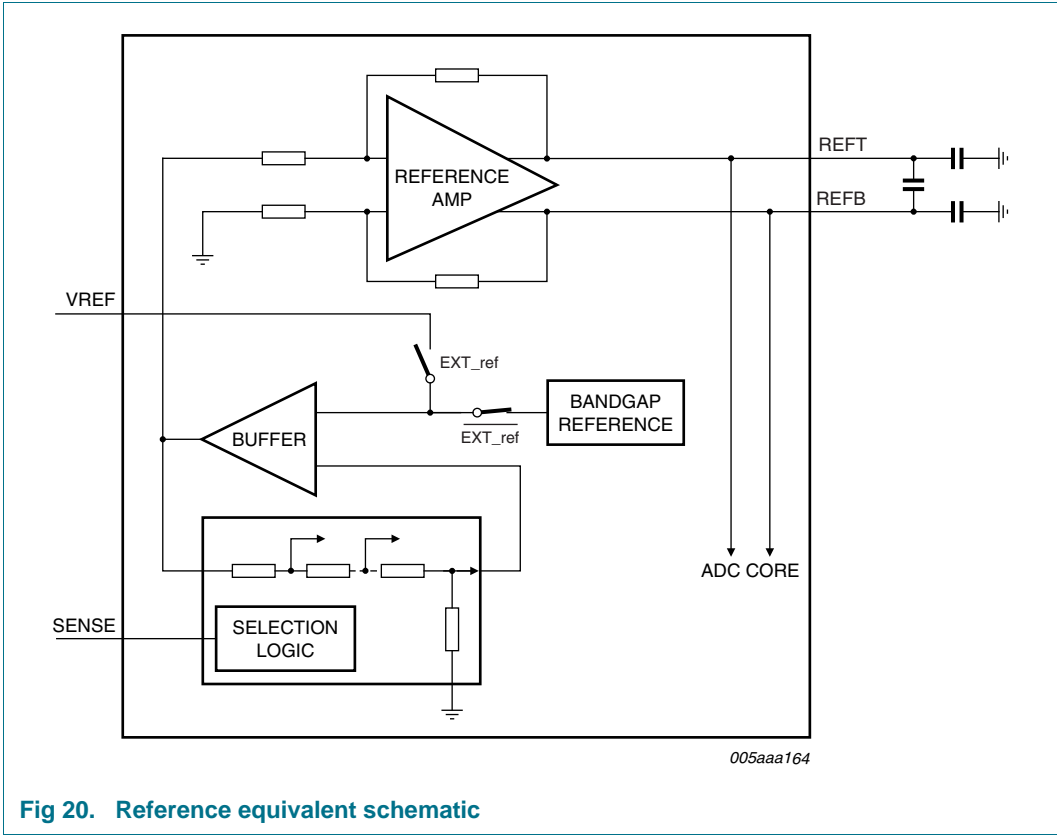 REFERENCE
AMP
REFT
REFB
VREF
EXT_ref
BUFFER
EXT_ref
BANDGAP
REFERENCE
ADC CORE
SENSE
SELECTION
LOGIC
005aaa164
Fig 20. Reference equivalent schematic